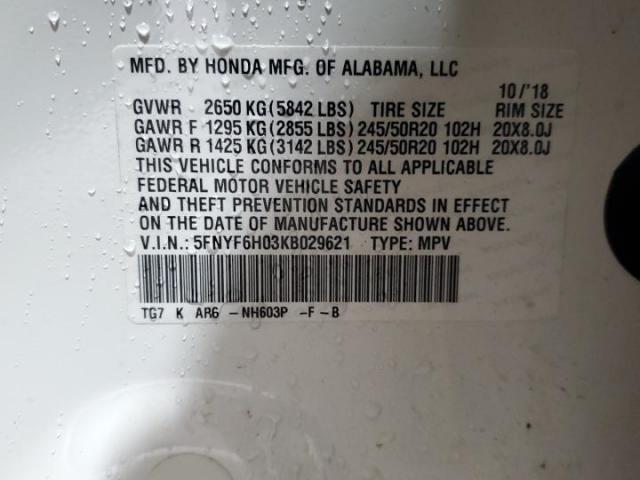 MFD. BY HONDA MFG. OF ALABAMA, LLC
10/'18
GVWR 2650 KG(5842 LBS) TIRE SIZE RIM SIZE
GAWR F 1295 KG(2855 LBS)245/50R20 102H 20X8.0J
GAWR R 1425 KG(3142 LBS)245/50R20 102H 20X8.0J
THIS VEHICLE CONFORMS TO ALL APPLICABLE
FEDERAL MOTOR VEHICLE SAFETY
AND THEFT PREVENTION STANDARDS IN EFFECT
ON THE DATE OF MANUFACTURE SHOWN ABOVE.
V.I.N.: 5FNYF6H03KB029621 TYPE: MPV
TG7 K AR6 -NH603P -F-B